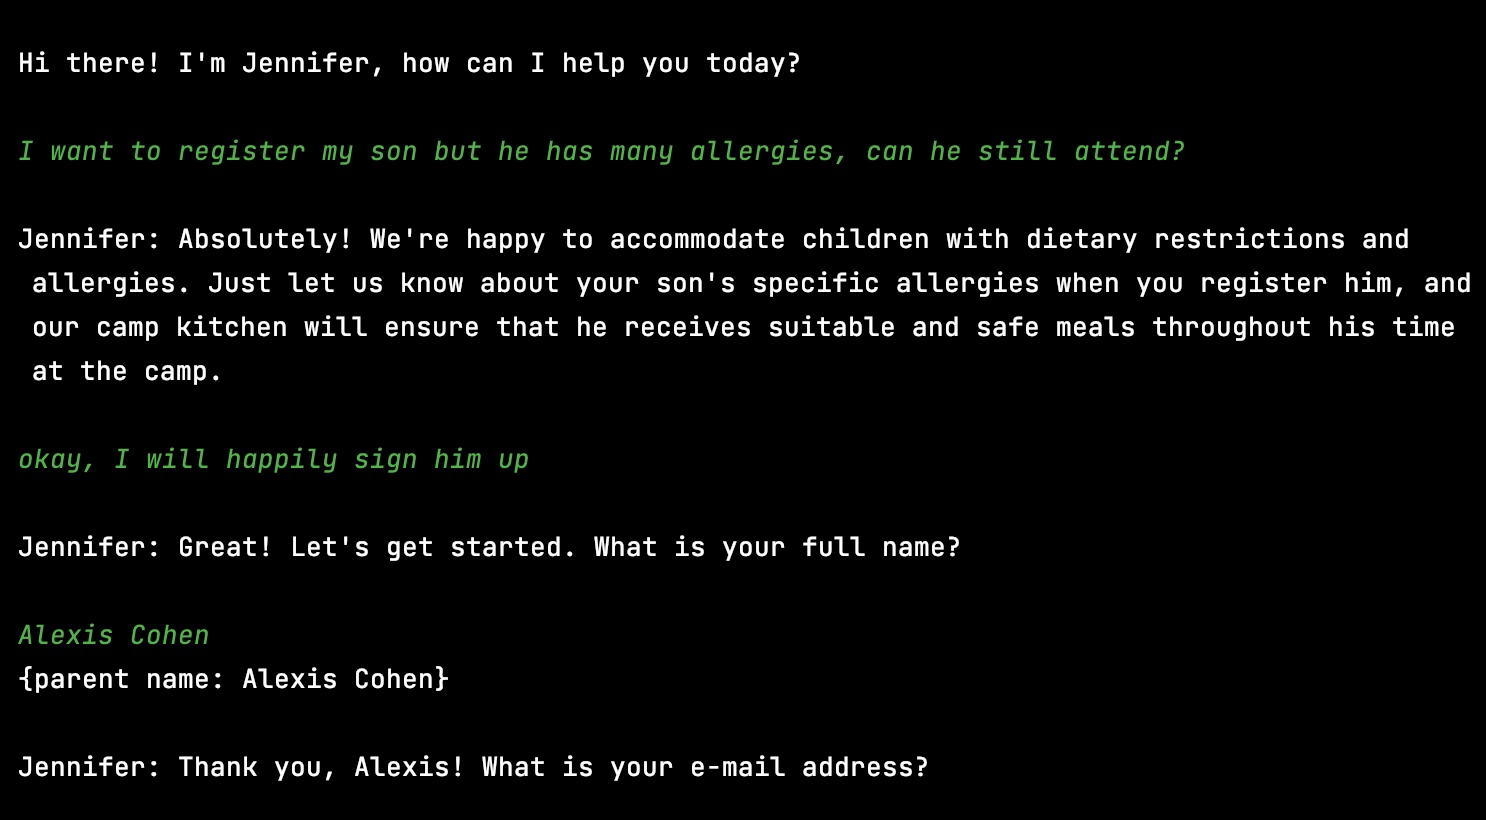 Hi there! I'm Jennifer, how can I help you today?
I want to register my son but he has many allergies, can he still attend?
Jennifer: Absolutely! We're happy to accommodate children with dietary restrictions and
allergies. Just let us know about your son's specific allergies when you register him, and
our camp kitchen will ensure that he receives suitable and safe meals throughout his time
at the camp.
okay, I will happily sign him up
Jennifer: Great! Let's get started. What is your full name?
Alexis Cohen
{parent name: Alexis Cohen}
Jennifer: Thank you, Alexis! What is your e-mail address?